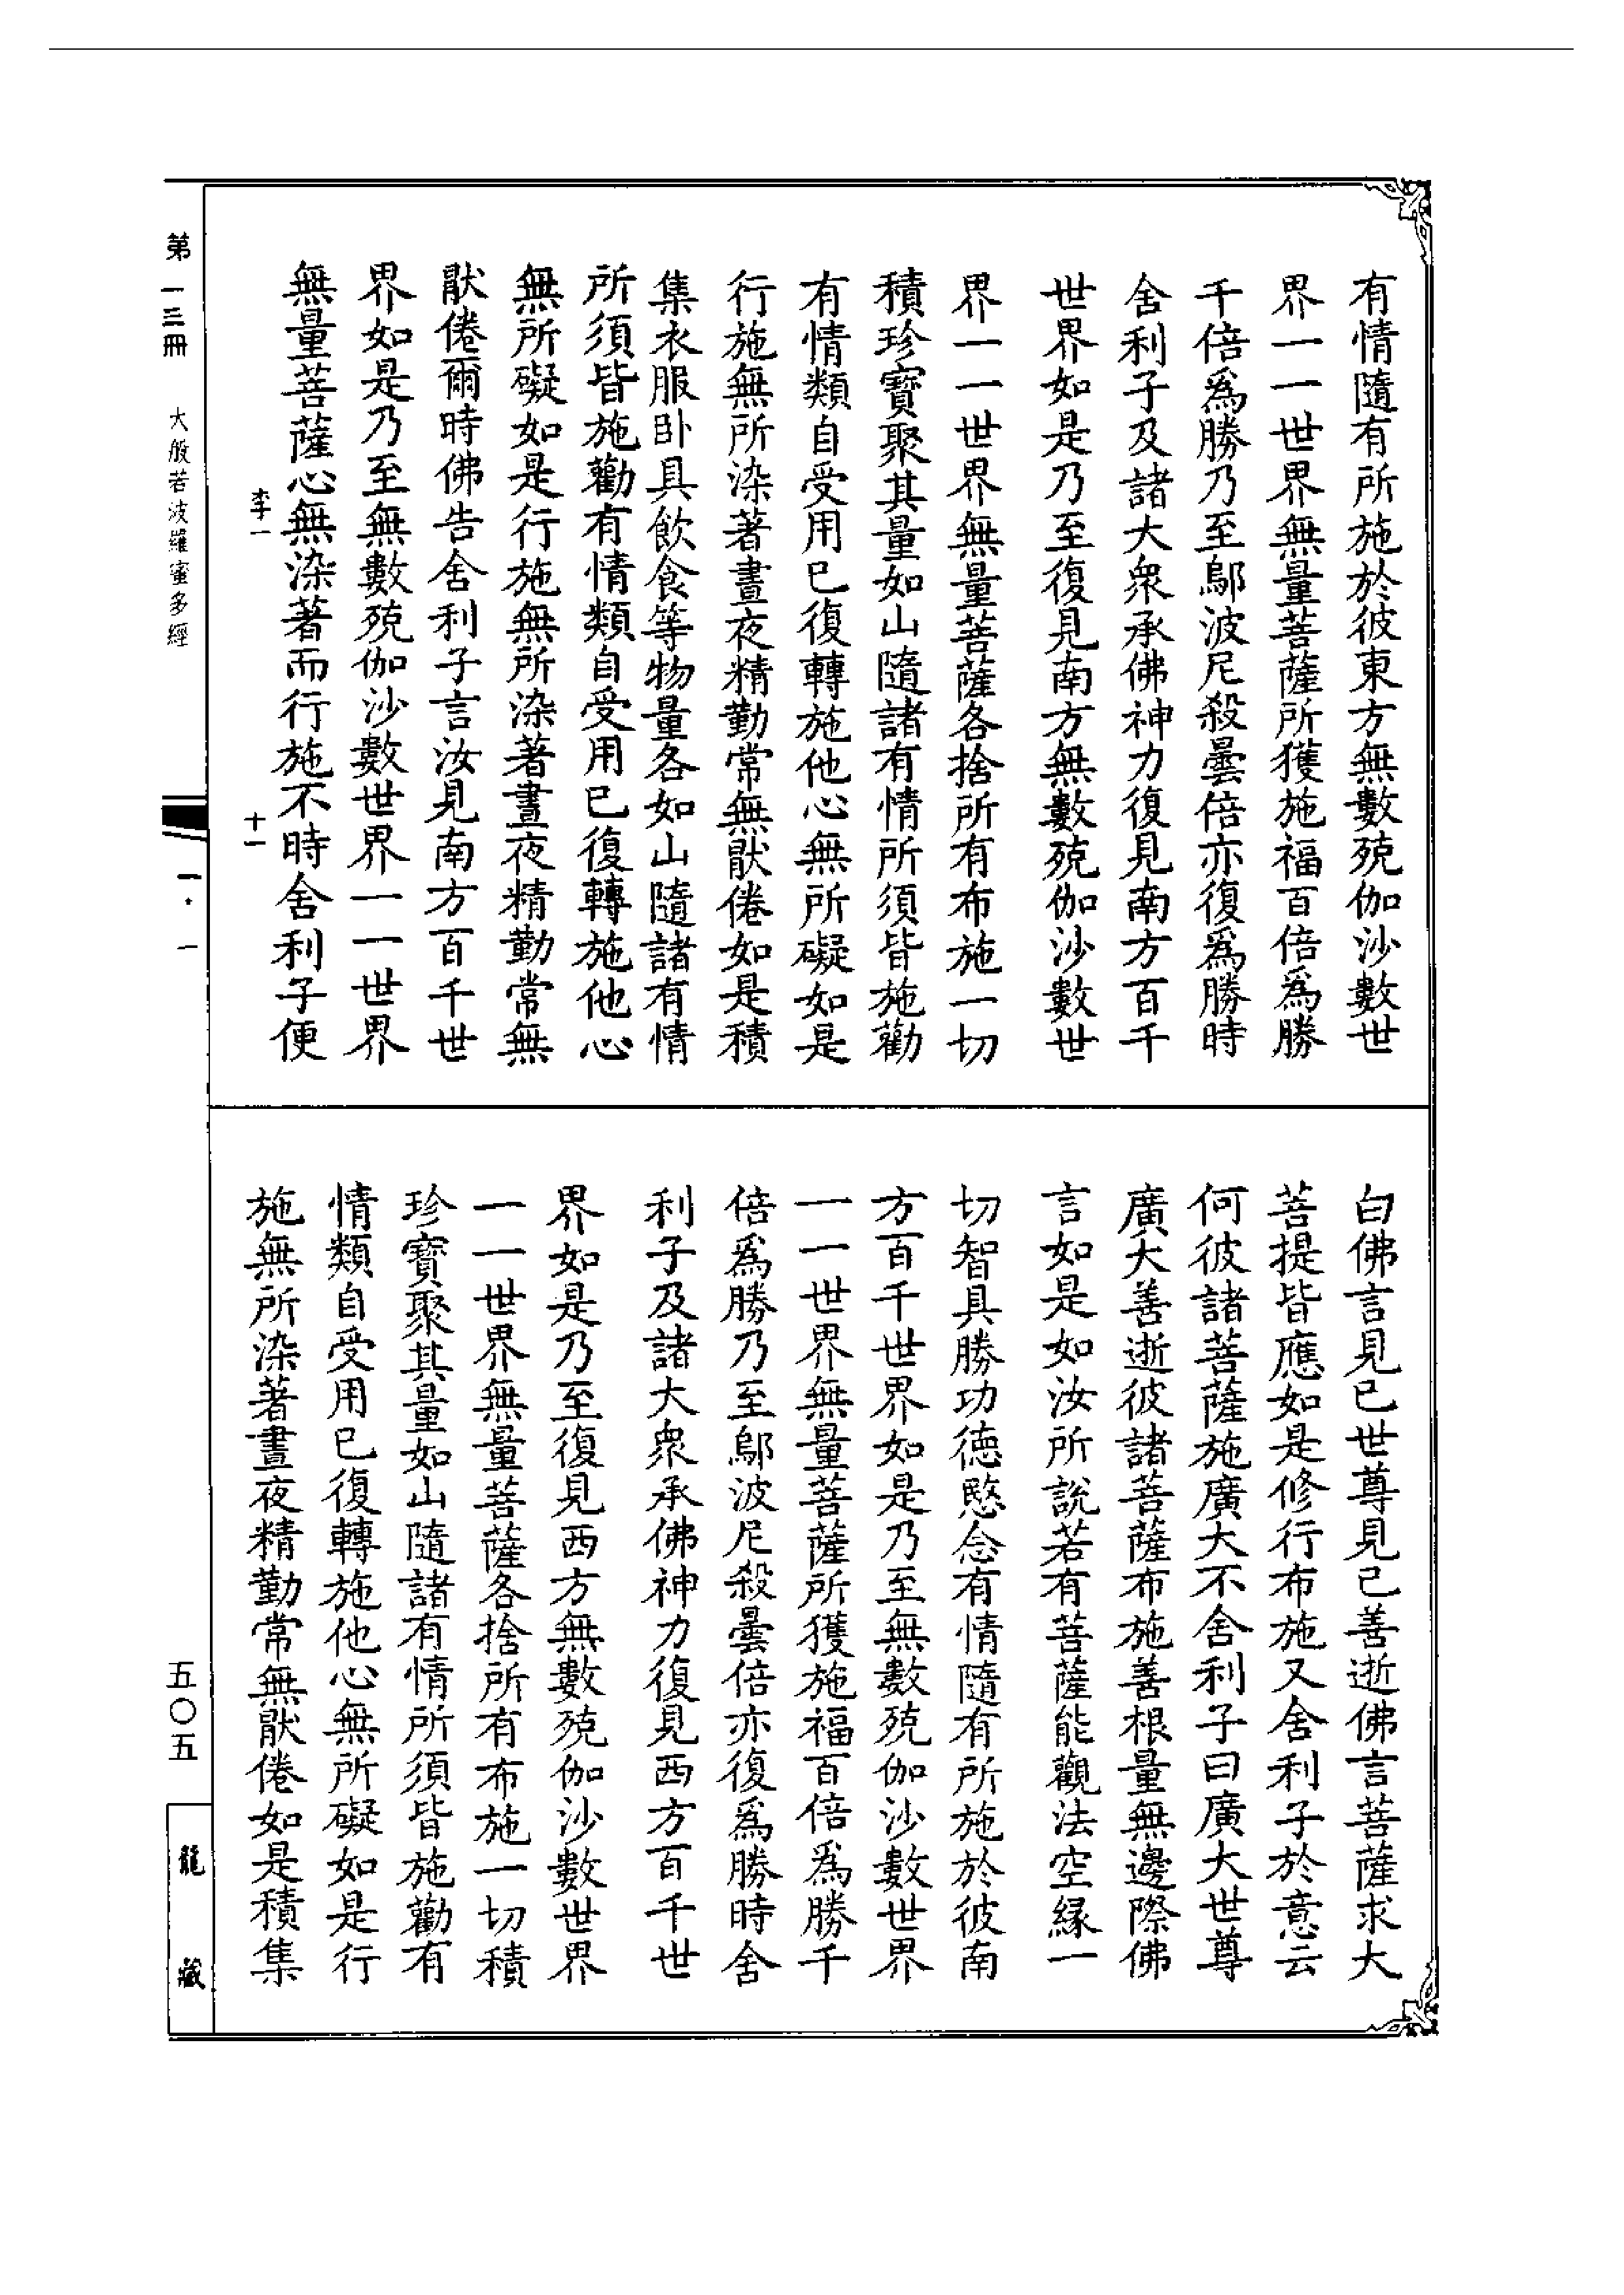 有情隨有所施於彼東方無數殑伽沙數世
界一一世界無量菩薩所獲施福百倍爲勝
千倍爲勝乃至鄔波尼殺曇倍亦復爲勝時
舍利子及諸大衆承佛神力復見南方百千
世界如是乃至復見南方無數殑伽沙數世
界一一世界無量菩薩各捨所有布施一切
積珍寶聚其量如山隨諸有情所須皆施勸
有情類自受用已復轉施他心無所礙如是
行施無所染著晝夜精勤常無猒倦如是積
集衣服卧具飲食等物量各如山隨諸有情
所須皆施勸有情類自受用已復轉施他心
無所礙如是行施無所染著晝夜精勤常無
猒倦爾時佛告舍利子言汝見南方百千世
界如是乃至無數殑伽沙數世界一一世界
無量菩薩心無染著而行施不時舍利子便
李一 十一
白佛言見已世尊見已善逝佛言菩薩求大
菩提皆應如是修行布施又舍利子於意云
何彼諸菩薩施廣大不舍利子曰廣大世尊
廣大善逝彼諸菩薩布施善根量無邊際佛
言如是如汝所說若有菩薩能觀法空緣一
切智具勝功德愍念有情隨有所施於彼南
方百千世界如是乃至無數殑伽沙數世界
一一世界無量菩薩所獲施福百倍爲勝千
倍爲勝乃至鄔波尼殺曇倍亦復爲勝時舍
利子及諸大衆承佛神力復見西方百千世
界如是乃至復見西方無數殑伽沙數世界
一一世界無量菩薩各捨所有布施一切積
珍寶聚其量如山隨諸有情所須皆施勸有
情類自受用已復轉施他心無所礙如是行
施無所染著晝夜精勤常無猒倦如是積集
第一三冊 大般若波羅蜜多經 一·一 五〇五 龍藏